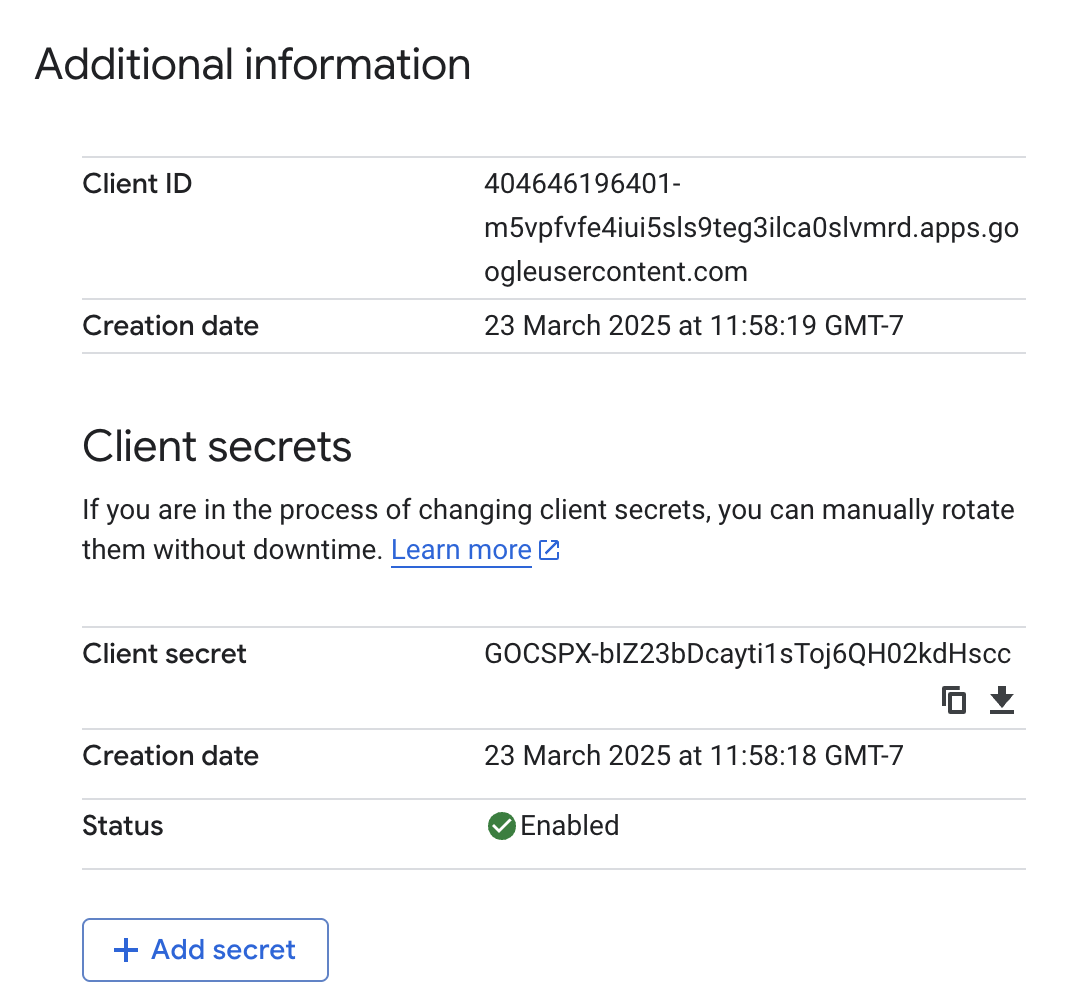 Additional information
Client ID
404646196401-
m5vpfvfe4iui5sls9teg3ilca0slvmrd.apps.go
ogleusercontent.com
Creation date
23 March 2025 at 11:58:19 GMT-7
Client secrets
If you are in the process of changing client secrets, you can manually rotate
them without downtime. Learn more
Client secret
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
Creation date
23 March 2025 at 11:58:18 GMT-7
Status
Enabled
Add secret